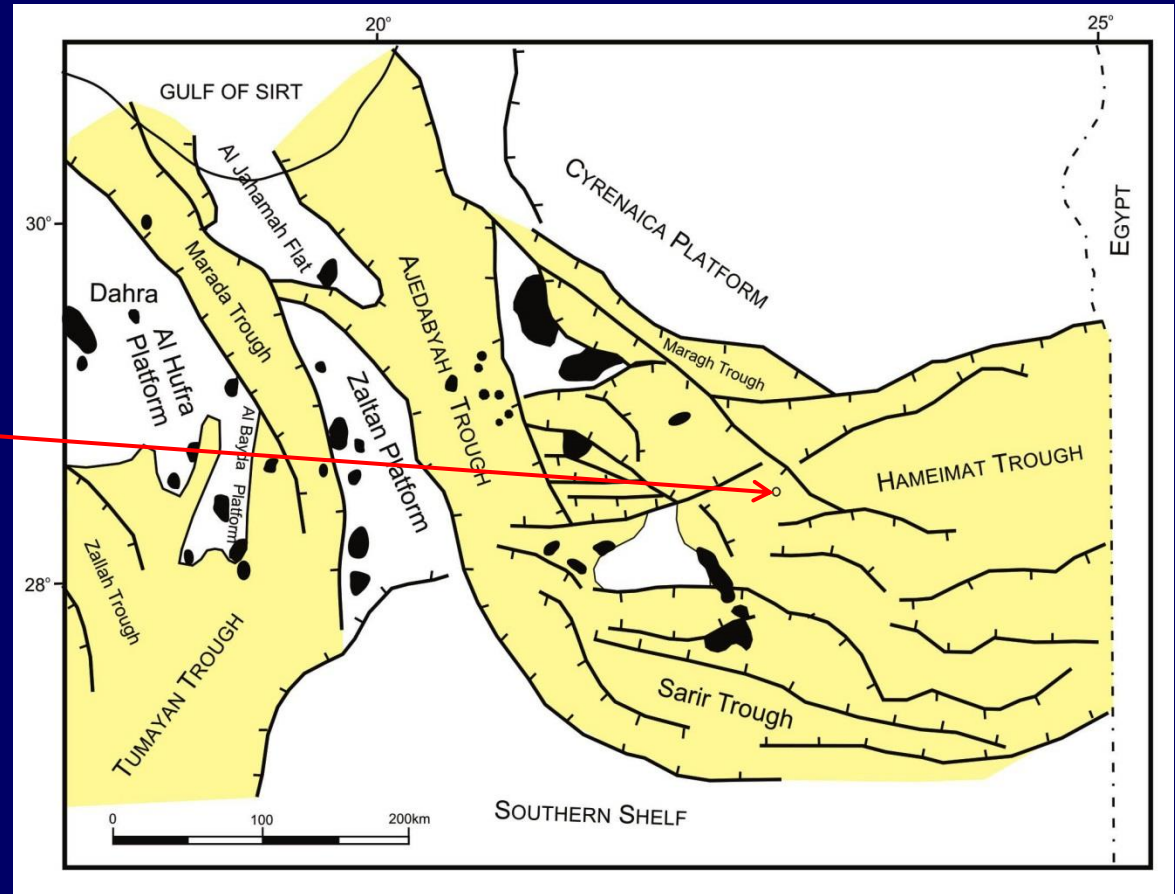 20°
25°
GULF OF SIRT
Al Jahamah Flat
CYRENAICA PLATFORM
EGYPT
30°
Marada Trough
AJEDABYAH TROUGH
Dahra
Al Hufra
Platform
Maragh Trough
Zaltan Platform
Al Bayda Platform
HAMEIMAT TROUGH
Zallah Trough
28°
TUMAYAN TROUGH
Sarir Trough
SOUTHERN SHELF
0 100 200km